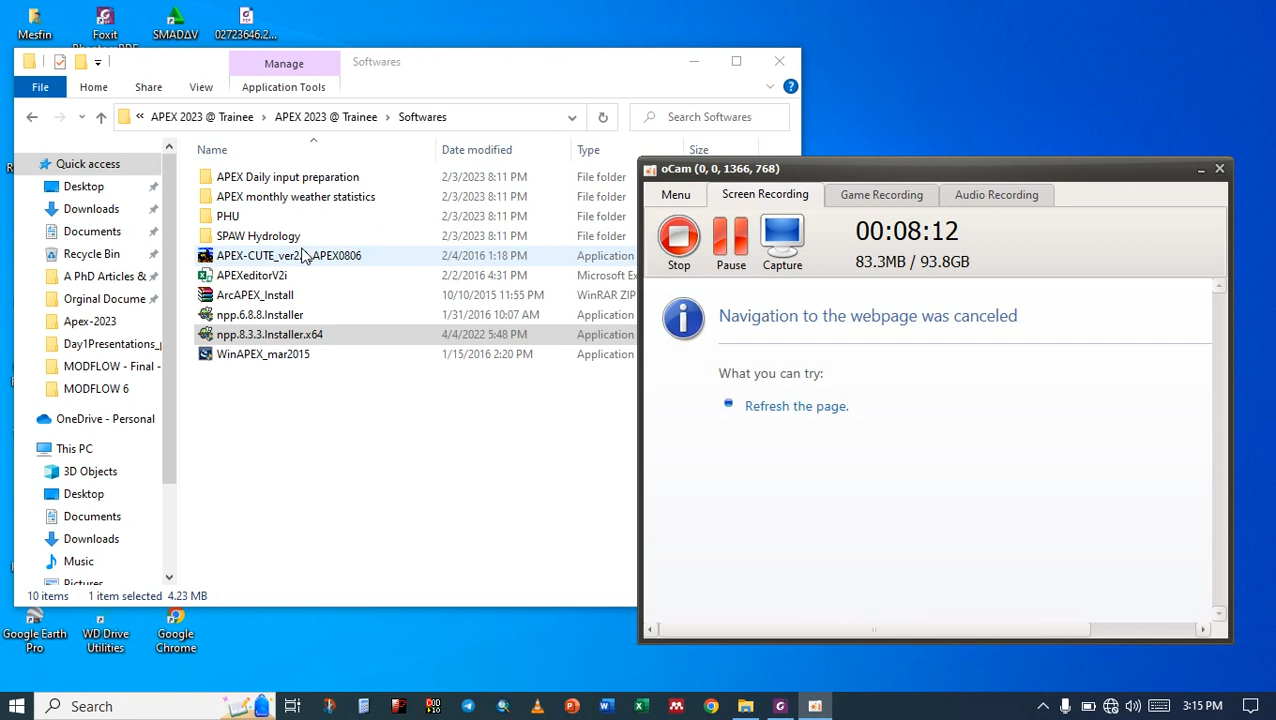 Mesfin
Foxit
PhantomPDF
SMADΔV
02723646.2...
Manage
Softwares
File
Home
Share
View
Application Tools
« APEX 2023 @ Trainee > APEX 2023 @ Trainee > Softwares
Search Softwares
Name
Date modified
Type
Size
Quick access
Desktop
Downloads
Documents
Recycle Bin
A PhD Articles &
Orginal Docume
Apex-2023
Day1Presentations_p
MODFLOW - Final -
MODFLOW 6
OneDrive - Personal
This PC
3D Objects
Desktop
Documents
Downloads
Music
Pictures
APEX Daily input preparation 2/3/2023 8:11 PM File folder
APEX monthly weather statistics 2/3/2023 8:11 PM File folder
PHU 2/3/2023 8:11 PM File folder
SPAW Hydrology 2/3/2023 8:11 PM File folder
APEX-CUTE_ver2 APEX0806 2/4/2016 1:18 PM Application
APEXeditorV2i 2/2/2016 4:31 PM Microsoft Ex
ArcAPEX_Install 10/10/2015 11:55 PM WinRAR ZIP
npp.6.8.8.Installer 1/31/2016 10:07 AM Application
npp.8.3.3.Installer.x64 4/4/2022 5:48 PM Application
WinAPEX_mar2015 1/15/2016 2:20 PM Application
10 items 1 item selected 4.23 MB
oCam (0, 0, 1366, 768)
Menu
Screen Recording
Game Recording
Audio Recording
Stop
Pause
Capture
00:08:12
83.3MB / 93.8GB
Navigation to the webpage was canceled
What you can try:
Refresh the page.
Google Earth
Pro
WD Drive
Utilities
Google
Chrome
Search
3:15 PM